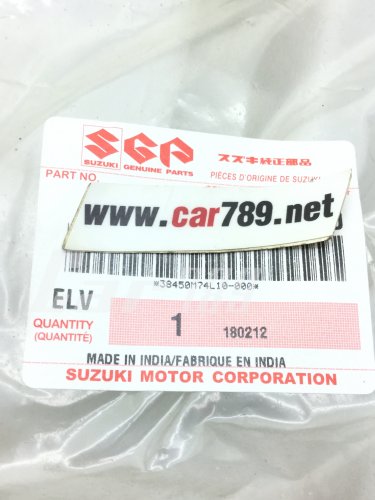 SGP
SUZUKI GENUINE PARTS
スズキ純正部品
PIÈCES D'ORIGINE DE SUZUKI
PART NO.
www.car789.net
*38450M74L10-000*
ELV
QUANTITY
(QUANTITÉ)
1
180212
MADE IN INDIA/FABRIQUE EN INDIA
SUZUKI MOTOR CORPORATION